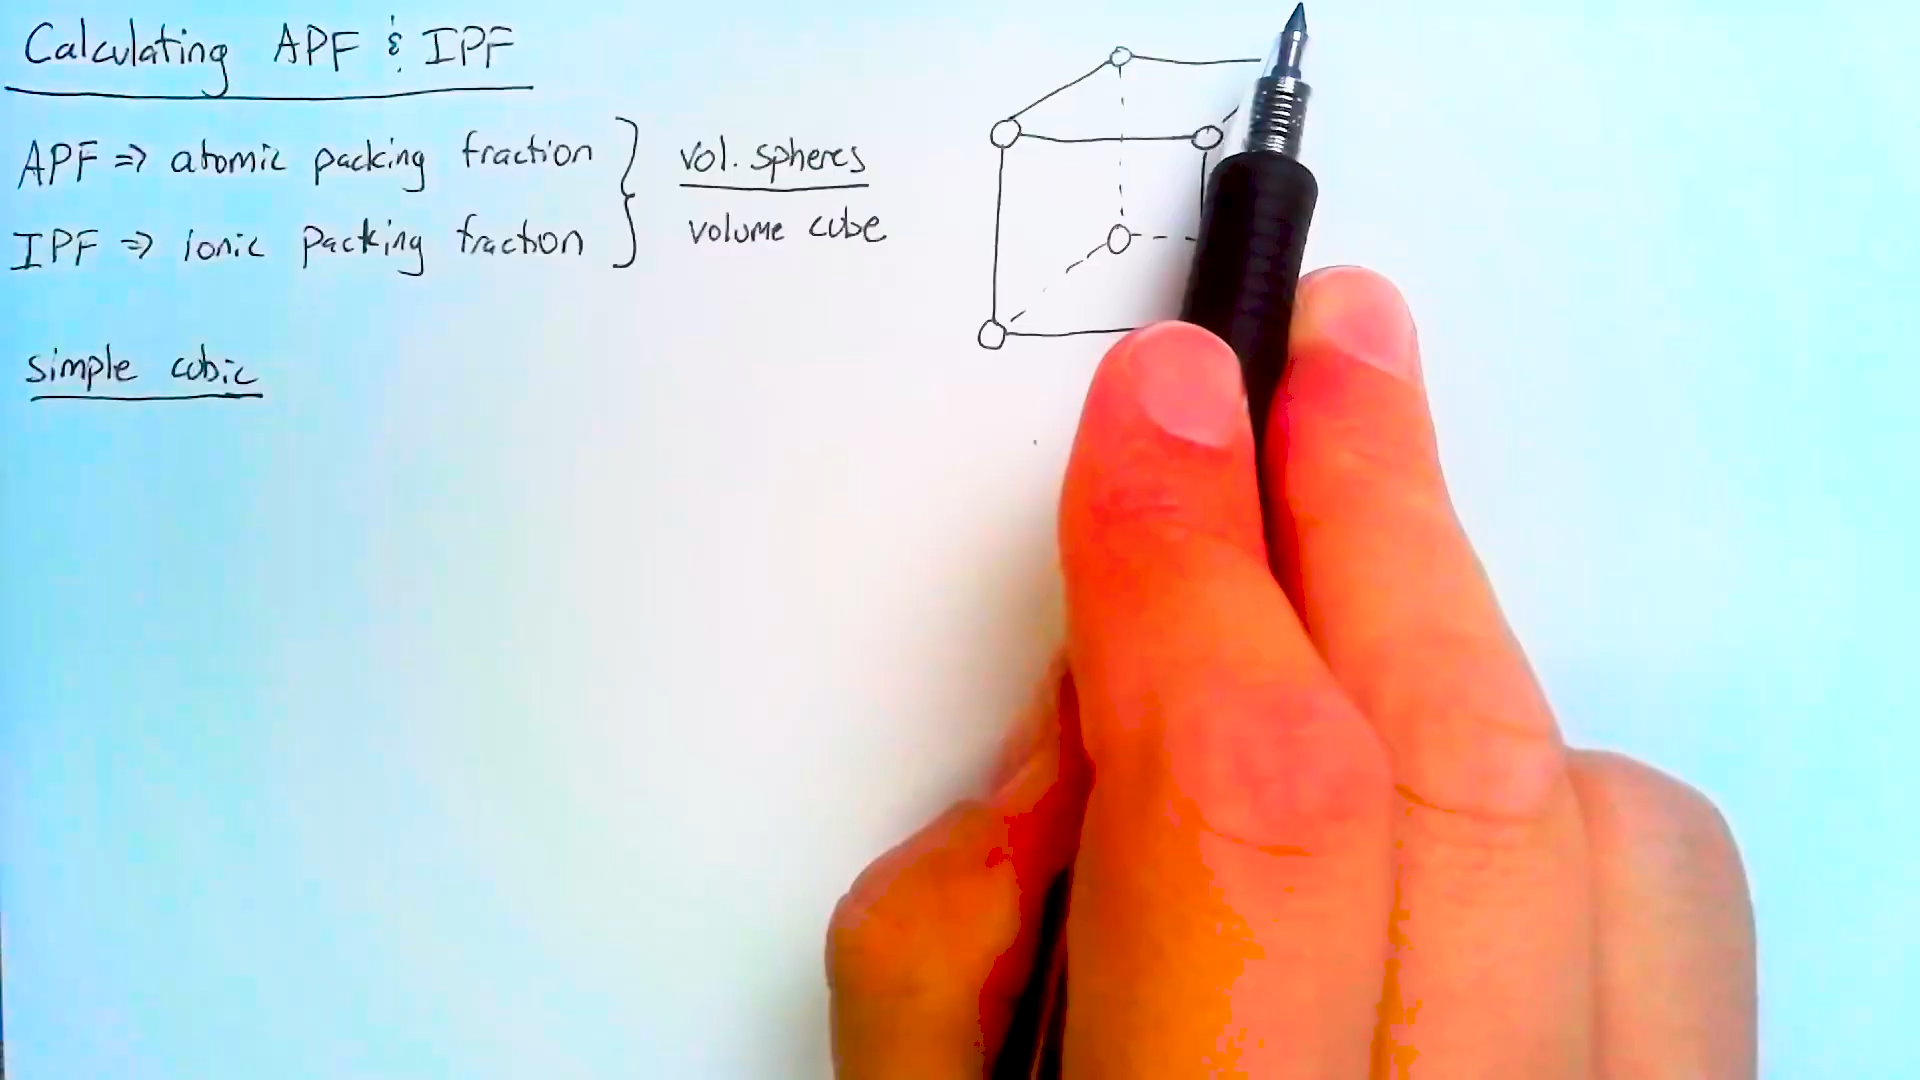 Calculating APF & IPF
APF => atomic packing fraction
IPF => ionic packing fraction
vol. spheres
volume cube
simple cubic